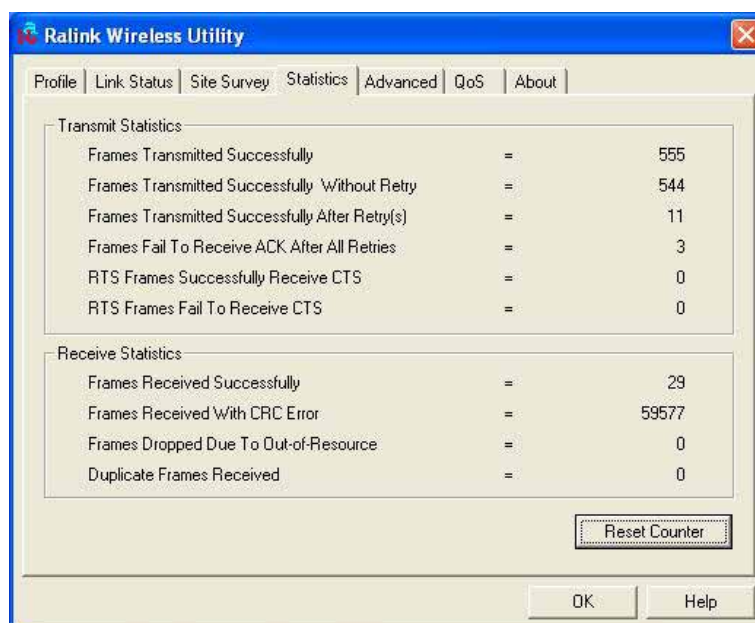 Ralink Wireless Utility
Profile Link Status Site Survey Statistics Advanced QoS About
Transmit Statistics
Frames Transmitted Successfully = 555
Frames Transmitted Successfully Without Retry = 544
Frames Transmitted Successfully After Retry(s) = 11
Frames Fail To Receive ACK After All Retries = 3
RTS Frames Successfully Receive CTS = 0
RTS Frames Fail To Receive CTS = 0
Receive Statistics
Frames Received Successfully = 29
Frames Received With CRC Error = 59577
Frames Dropped Due To Out-of-Resource = 0
Duplicate Frames Received = 0
Reset Counter
OK Help